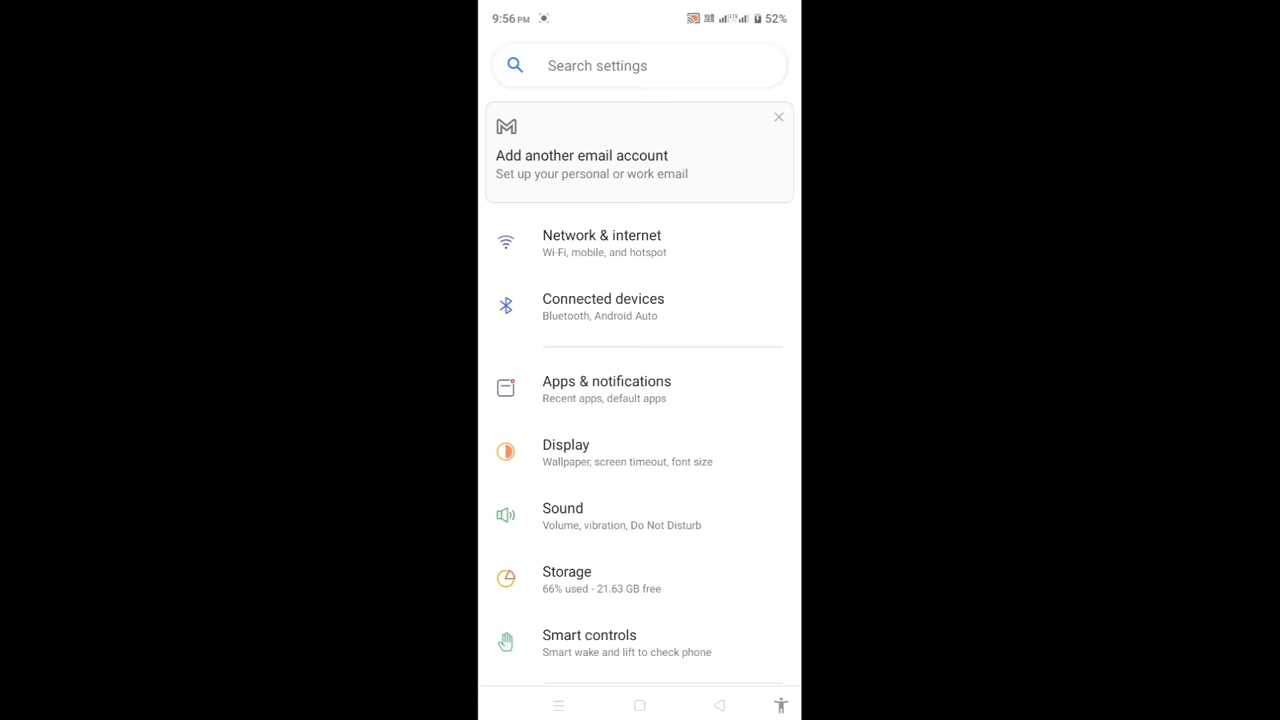 9:56 PM 52%
Search settings
Add another email account
Set up your personal or work email
Network & internet
Wi-Fi, mobile, and hotspot
Connected devices
Bluetooth, Android Auto
Apps & notifications
Recent apps, default apps
Display
Wallpaper, screen timeout, font size
Sound
Volume, vibration, Do Not Disturb
Storage
66% used - 21.63 GB free
Smart controls
Smart wake and lift to check phone